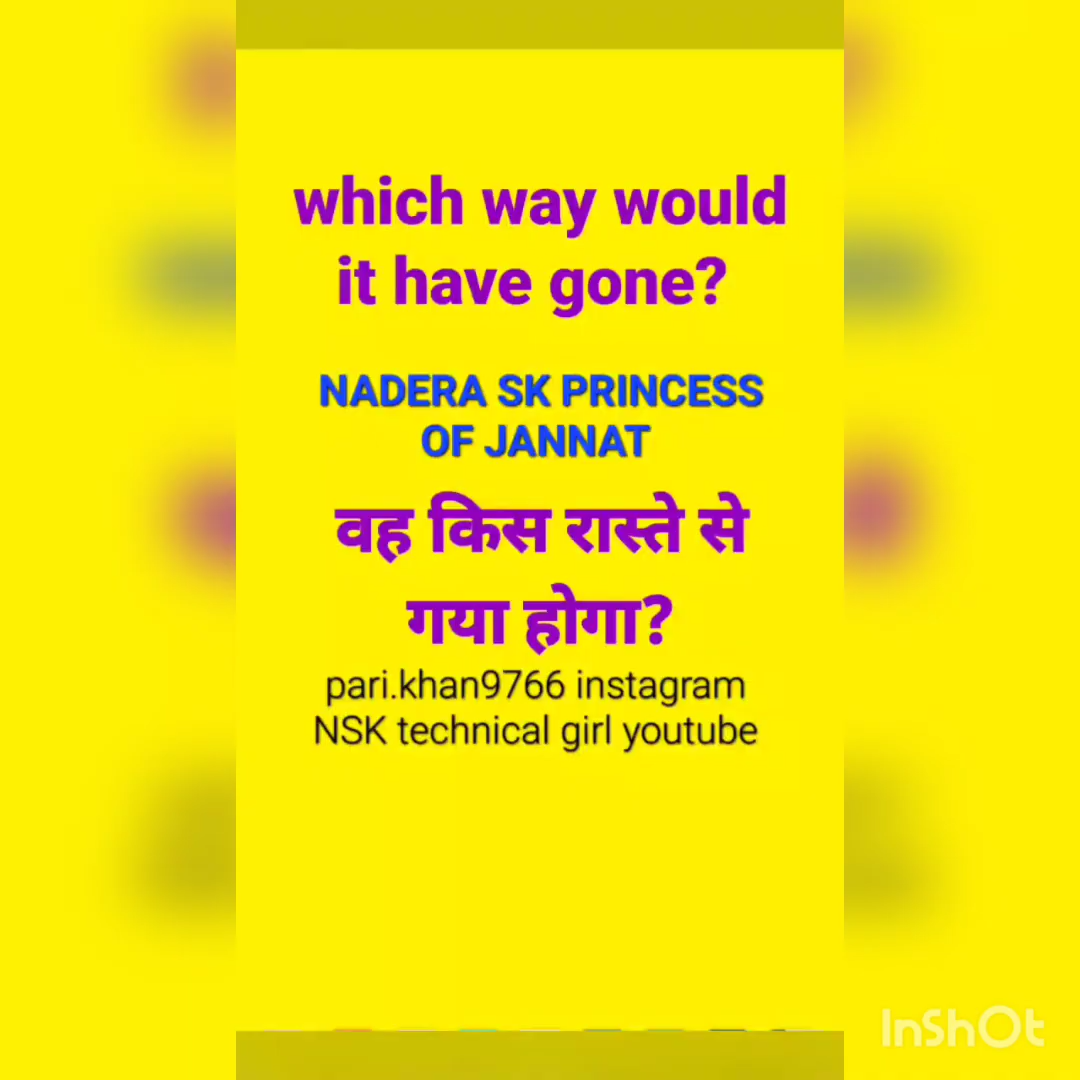 which way would
it have gone?
NADERA SK PRINCESS
OF JANNAT
वह किस रास्ते से
गया होगा?
pari.khan9766 instagram
NSK technical girl youtube
InShOt